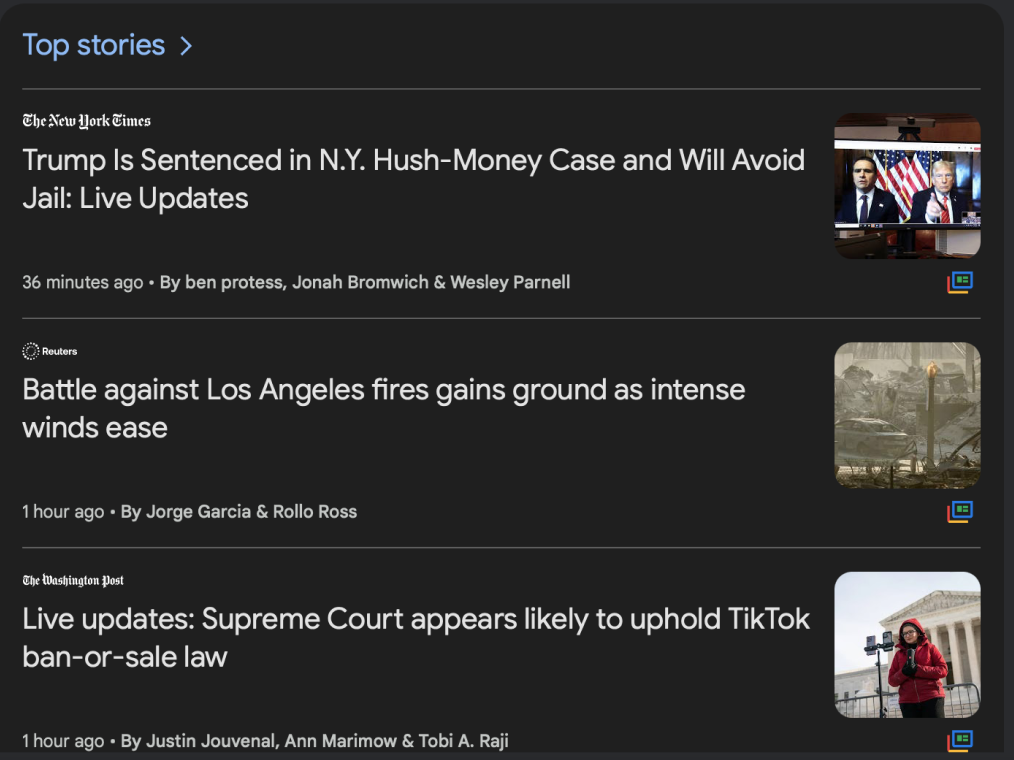 Top stories
The New York Times
Trump Is Sentenced in N.Y. Hush-Money Case and Will Avoid
Jail: Live Updates
36 minutes ago • By ben protess, Jonah Bromwich & Wesley Parnell
Reuters
Battle against Los Angeles fires gains ground as intense
winds ease
1 hour ago • By Jorge Garcia & Rollo Ross
The Washington Post
Live updates: Supreme Court appears likely to uphold TikTok
ban-or-sale law
1 hour ago • By Justin Jouvenal, Ann Marimow & Tobi A. Raji